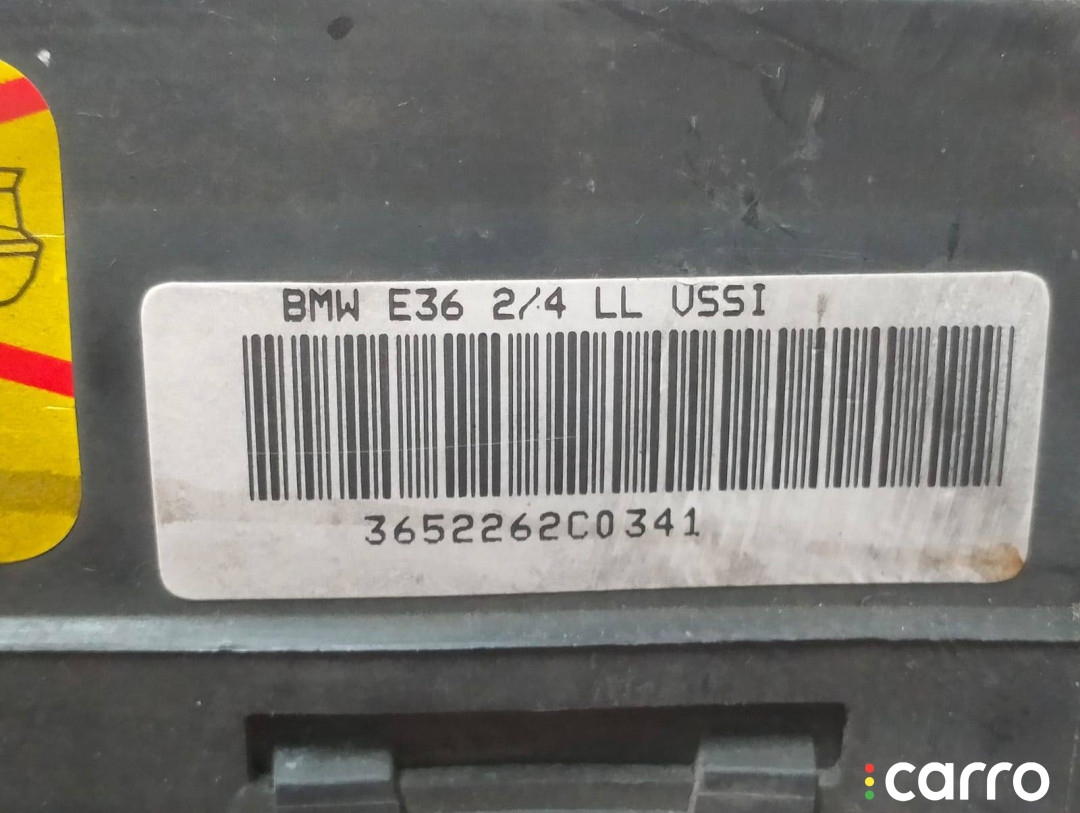 BMW E36 2/4 LL VSSI
3652262C0341
carro